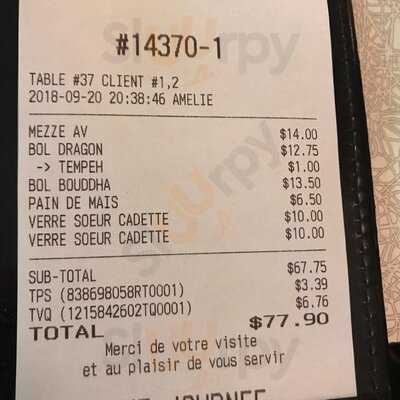 #14370-1
TABLE #37 CLIENT #1,2
2018-09-20 20:38:46 AMELIE
MEZZE AV $14.00
BOL DRAGON $12.75
-> TEMPEH $1.00
BOL BOUDDHA $13.50
PAIN DE MAIS $6.50
VERRE SOEUR CADETTE $10.00
VERRE SOEUR CADETTE $10.00
SUB-TOTAL $67.75
TPS (838698058RT0001) $3.39
TVQ (1215842602TQ0001) $6.76
TOTAL $77.90
Merci de votre visite
et au plaisir de vous servir
JOURNEE